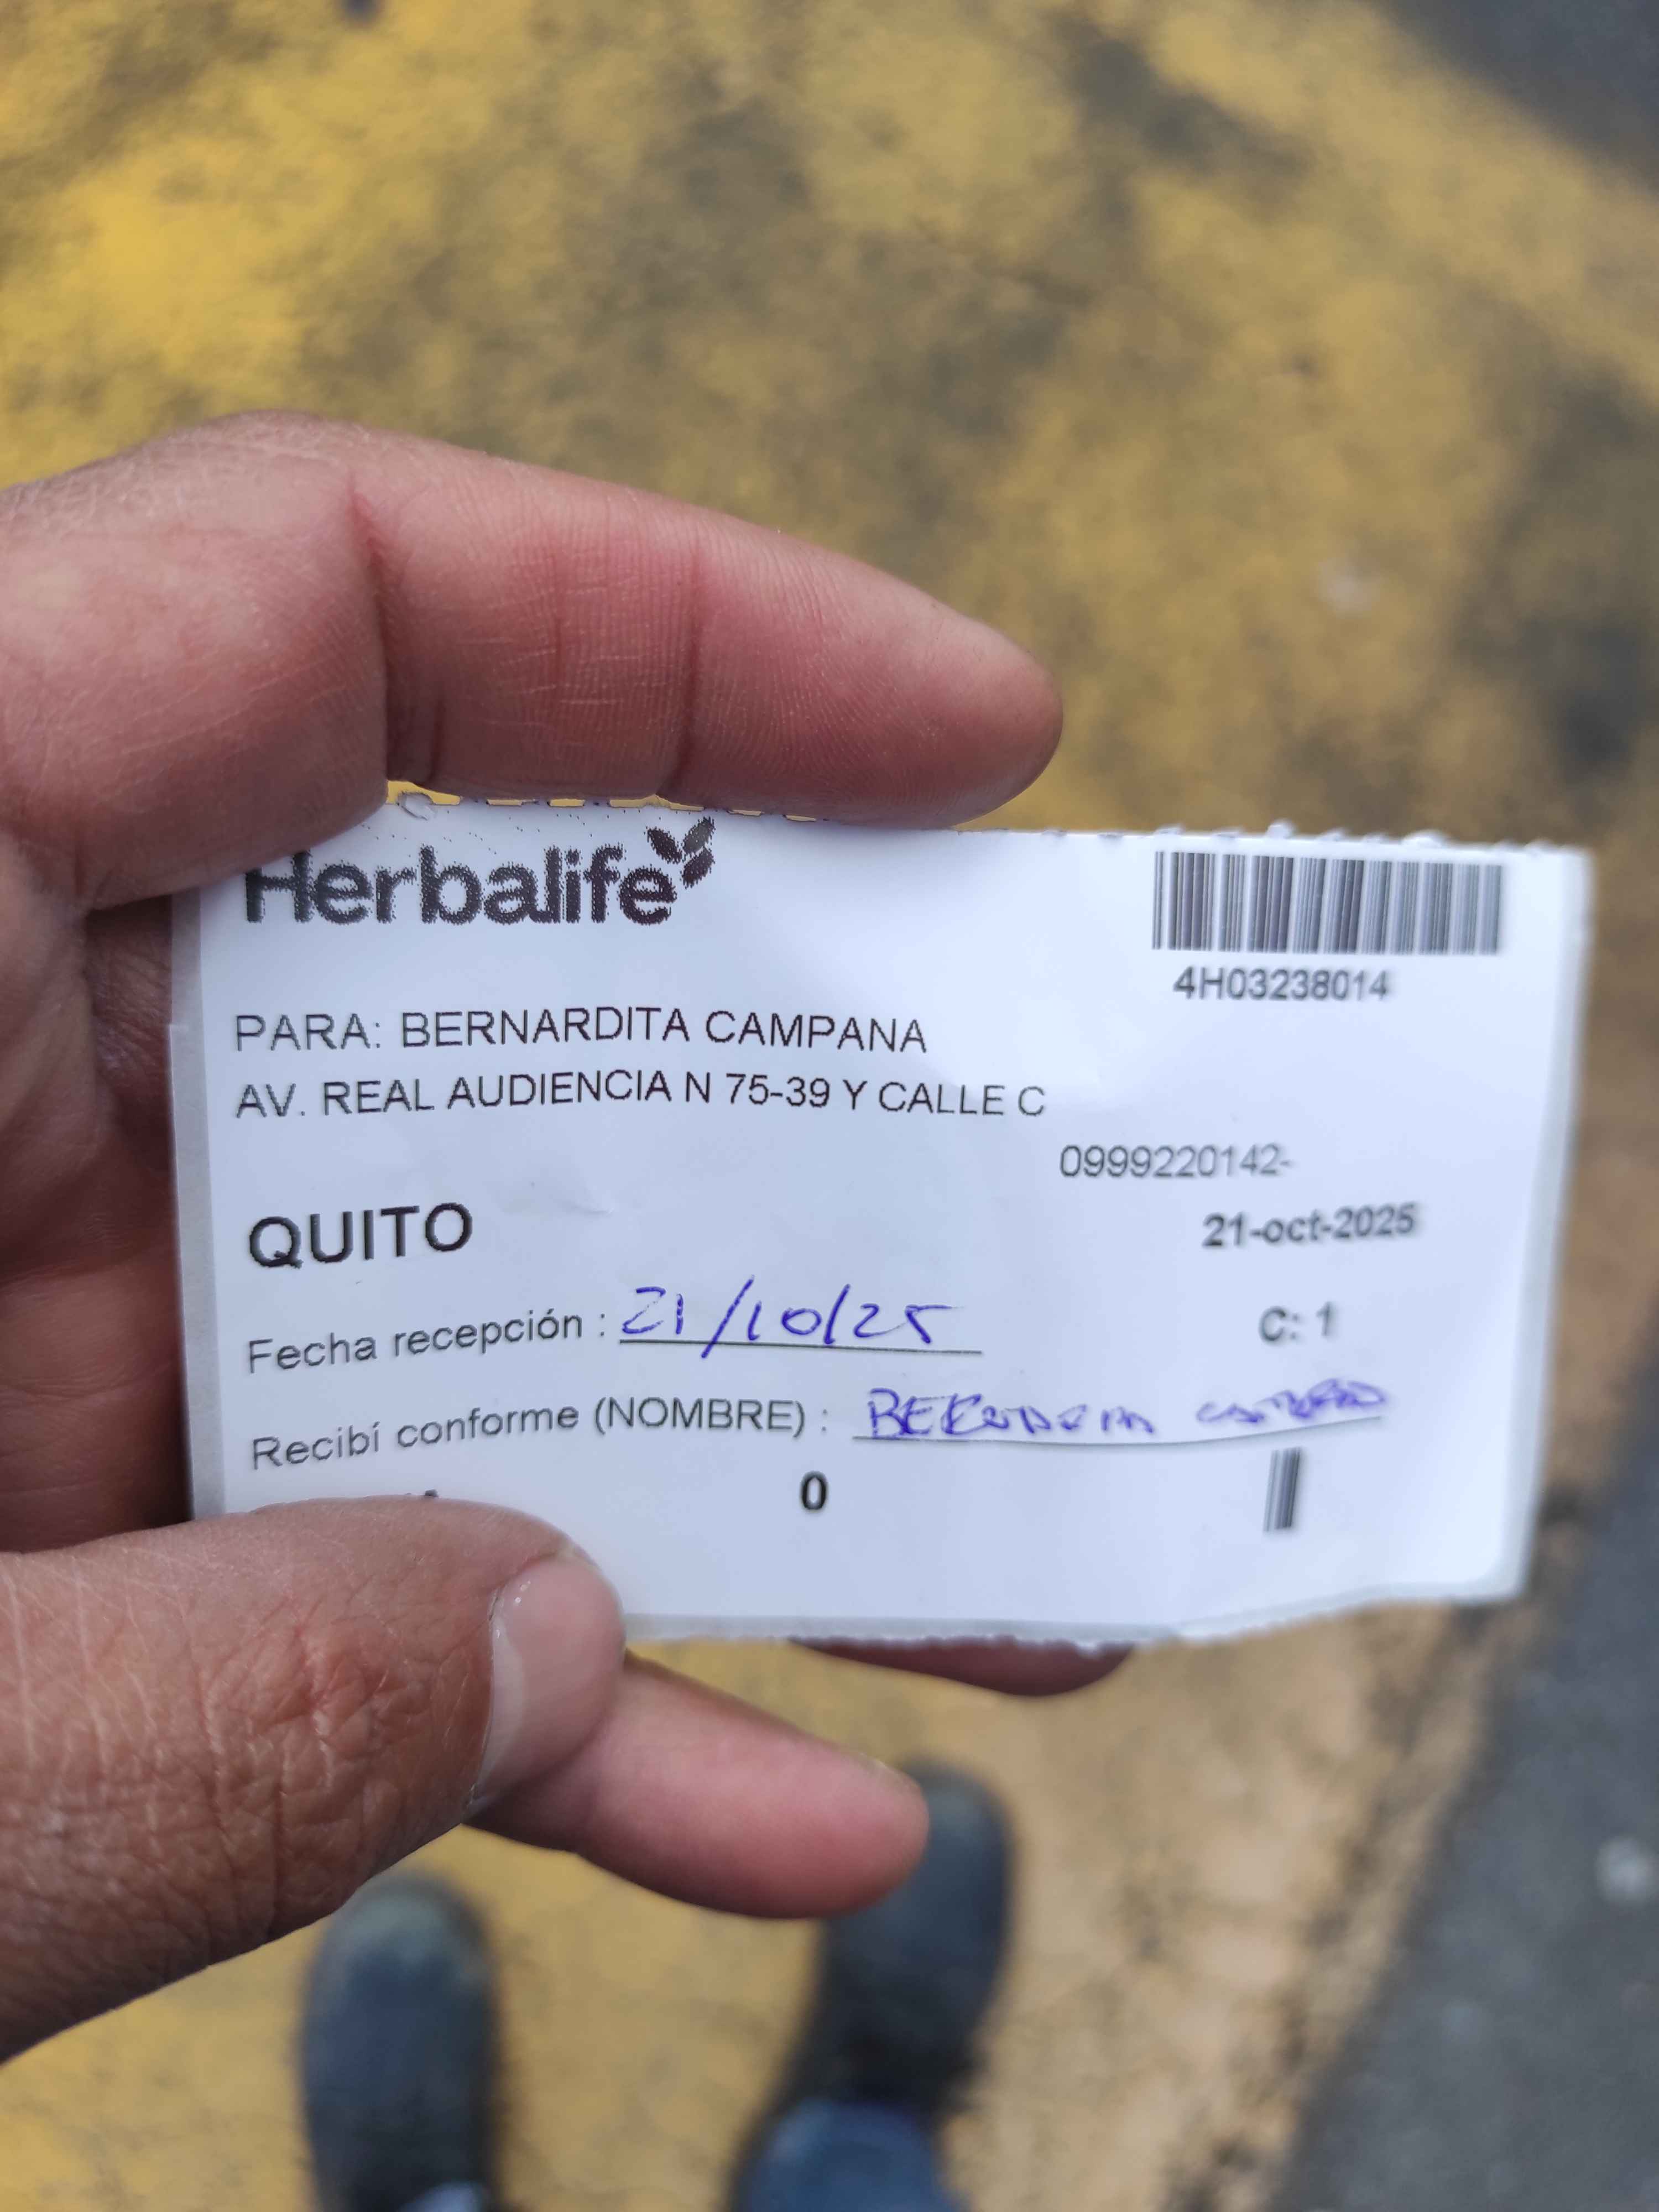 Herbalife
4H03238014
PARA: BERNARDITA CAMPANA
AV. REAL AUDIENCIA N 75-39 Y CALLE C
0999220142-
QUITO
21-oct-2025
Fecha recepción : 21/10/25
C: 1
Recibí conforme (NOMBRE) :
0